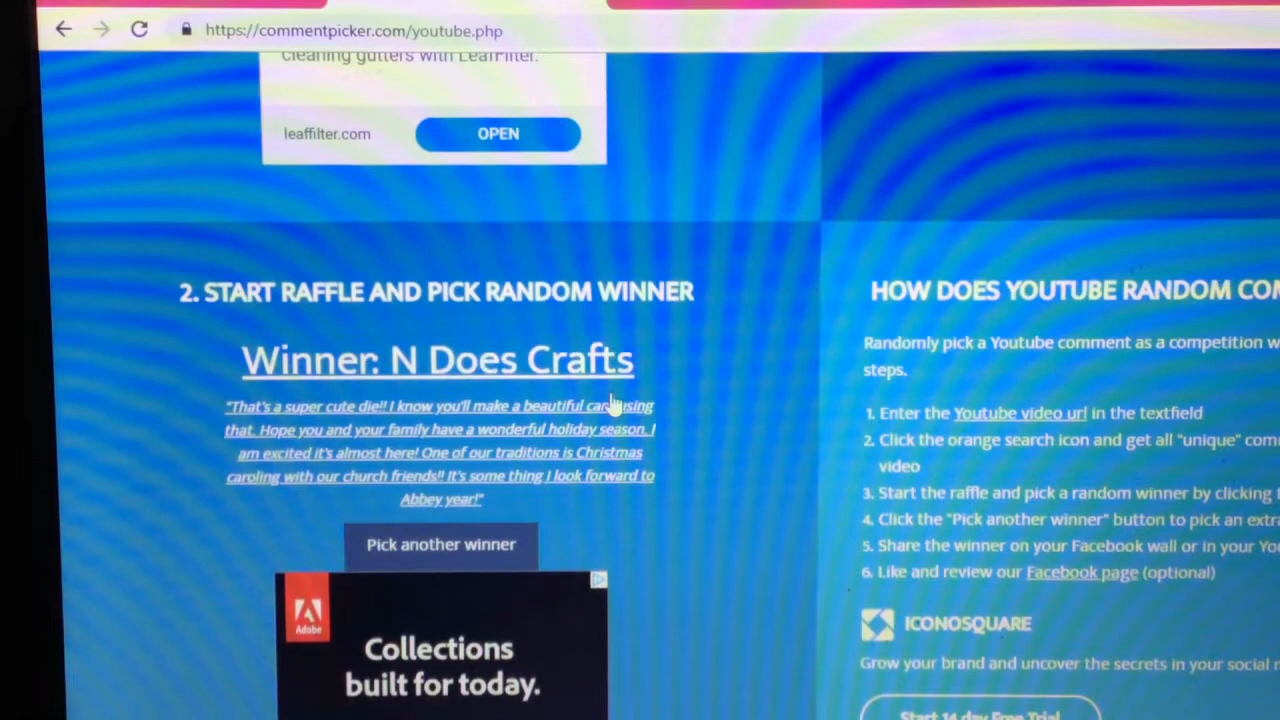 https://commentpicker.com/youtube.php
cleaning gutters with LeafFilter.
leaffilter.com
OPEN
2. START RAFFLE AND PICK RANDOM WINNER
Winner: N Does Crafts
"That's a super cute die!! I know you'll make a beautiful using
that. Hope you and your family have a wonderful holiday season. I
am excited it's almost here! One of our traditions is Christmas
caroling with our church friends!! It's some thing I look forward to
Abbey year!"
Pick another winner
Adobe
Collections
built for today.
HOW DOES YOUTUBE RANDOM COM
Randomly pick a Youtube comment as a competition w
steps.
1. Enter the Youtube video url in the textfield
2. Click the orange search icon and get all "unique" com
video
3. Start the raffle and pick a random winner by clicking
4. Click the "Pick another winner" button to pick an extra
5. Share the winner on your Facebook wall or in your You
6. Like and review our Facebook page (optional)
ICONOSQUARE
Grow your brand and uncover the secrets in your social
Start 14 day Free Trial